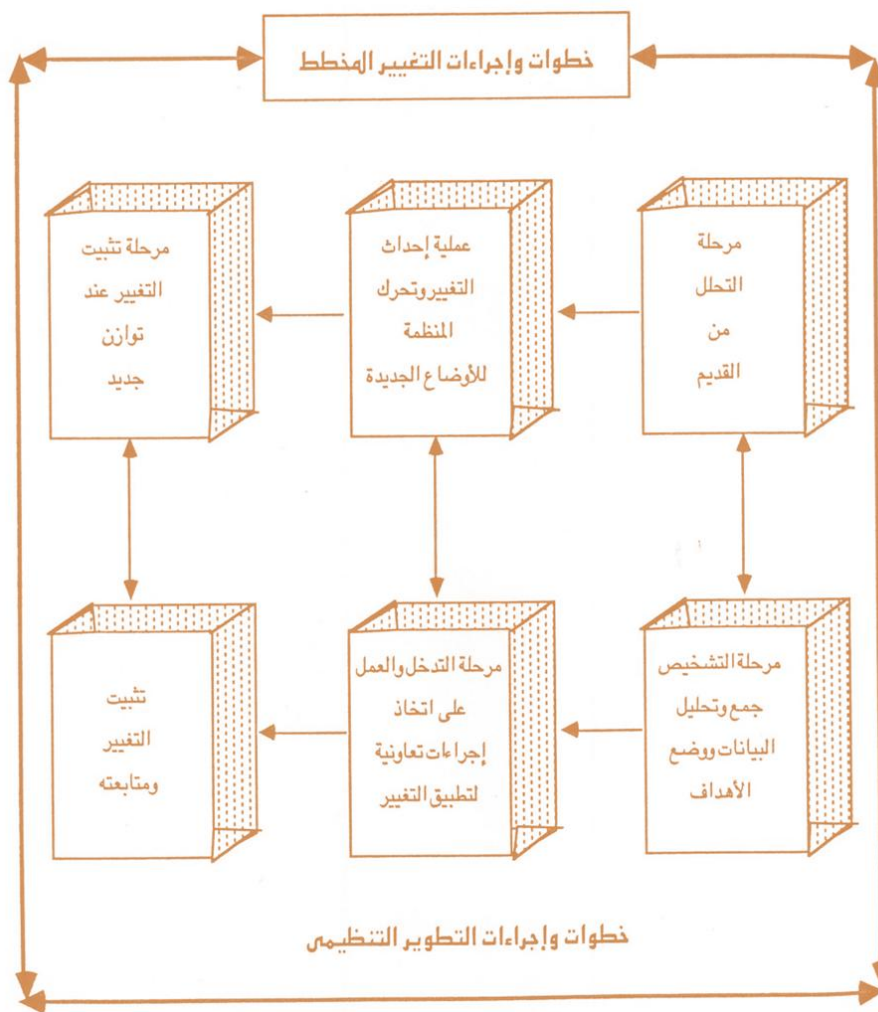 خطوات وإجراءات التغيير المخطط
مرحلة
التحلل
من
القديم
عملية إحداث
التغيير وتحرك
المنظمة
للأوضاع الجديدة
مرحلة تثبيت
التغيير عند
توازن
جديد
مرحلة التشخيص
جمع وتحليل
البيانات ووضع
الأهداف
مرحلة التدخل والعمل
على اتخاذ
إجراءات تعاونية
لتطبيق التغيير
تثبيت
التغيير
ومتابعته
خطوات وإجراءات التطوير التنظيمى